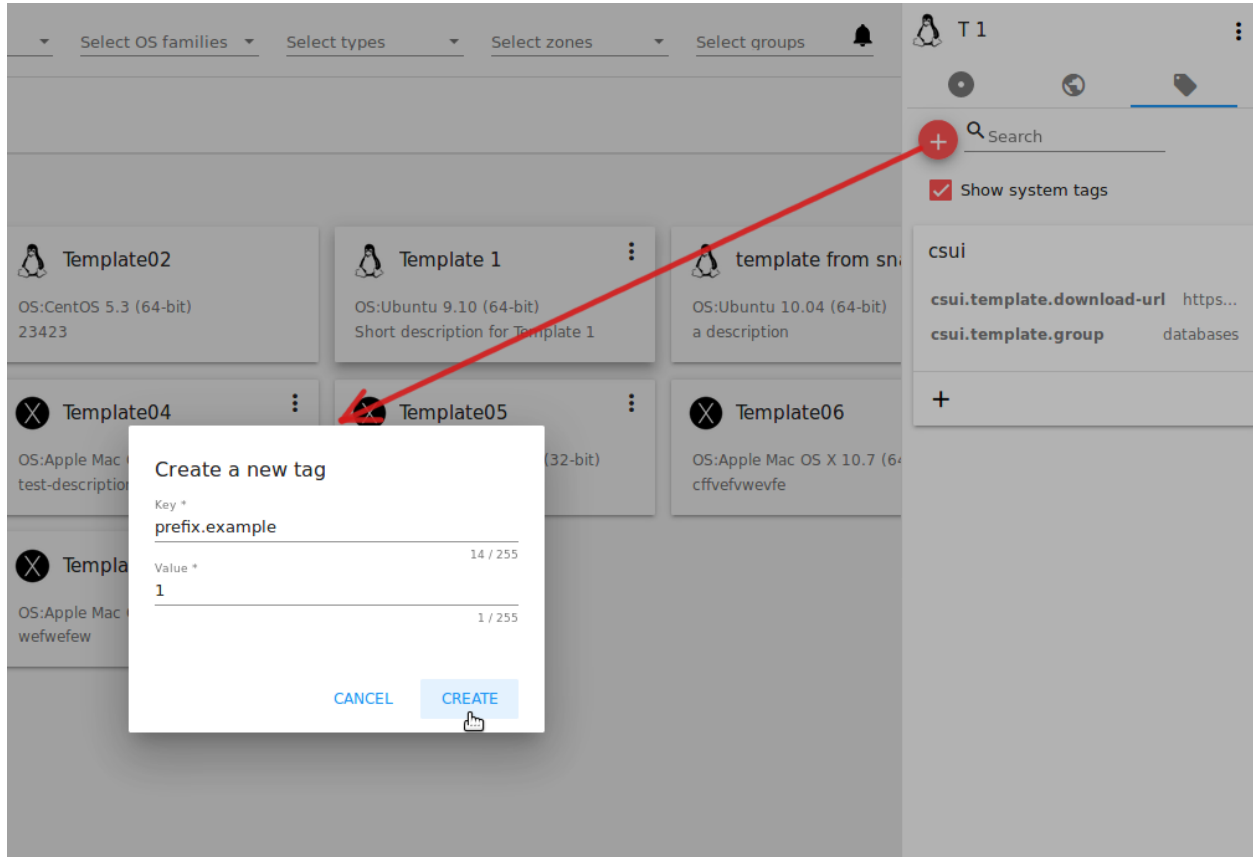 Select OS families
Select types
Select zones
Select groups
T 1
Search
Show system tags
csui
csui.template.download-url https...
csui.template.group databases
Template02
OS:CentOS 5.3 (64-bit)
23423
Template 1
OS:Ubuntu 9.10 (64-bit)
Short description for Template 1
template from sna
OS:Ubuntu 10.04 (64-bit)
a description
Template04
OS:Apple Mac
test-description
Template05
(32-bit)
Template06
OS:Apple Mac OS X 10.7 (64
cffvefvwevfe
Templa
OS:Apple Mac
wefwefew
Create a new tag
Key *
prefix.example
14 / 255
Value *
1
1 / 255
CANCEL
CREATE